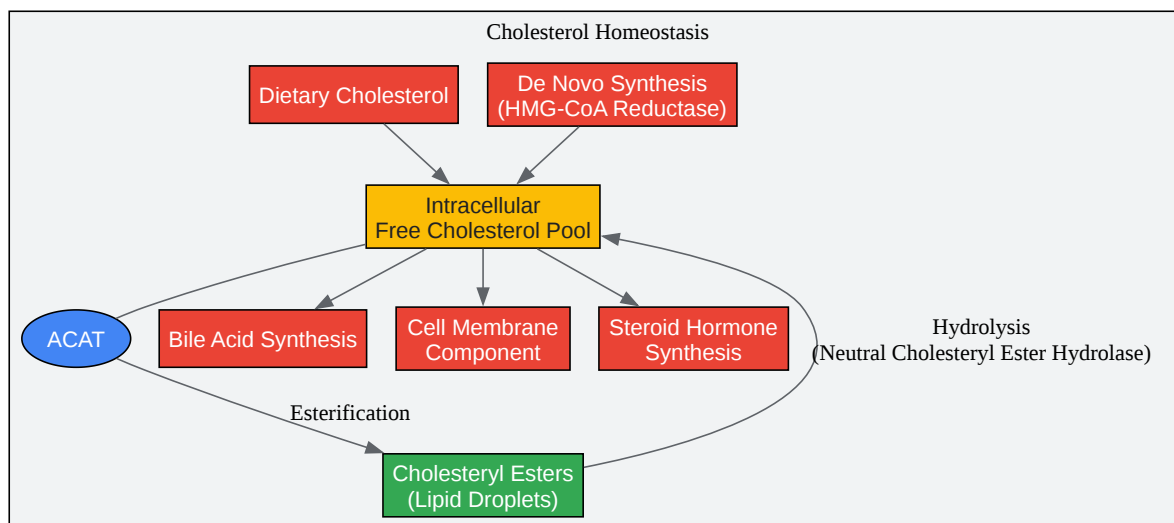 Cholesterol Homeostasis
Dietary Cholesterol
De Novo Synthesis
(HMG-CoA Reductase)
Intracellular
Free Cholesterol Pool
ACAT
Bile Acid Synthesis
Cell Membrane
Component
Steroid Hormone
Synthesis
Hydrolysis
(Neutral Cholesteryl Ester Hydrolase)
Esterification
Cholesteryl Esters
(Lipid Droplets)